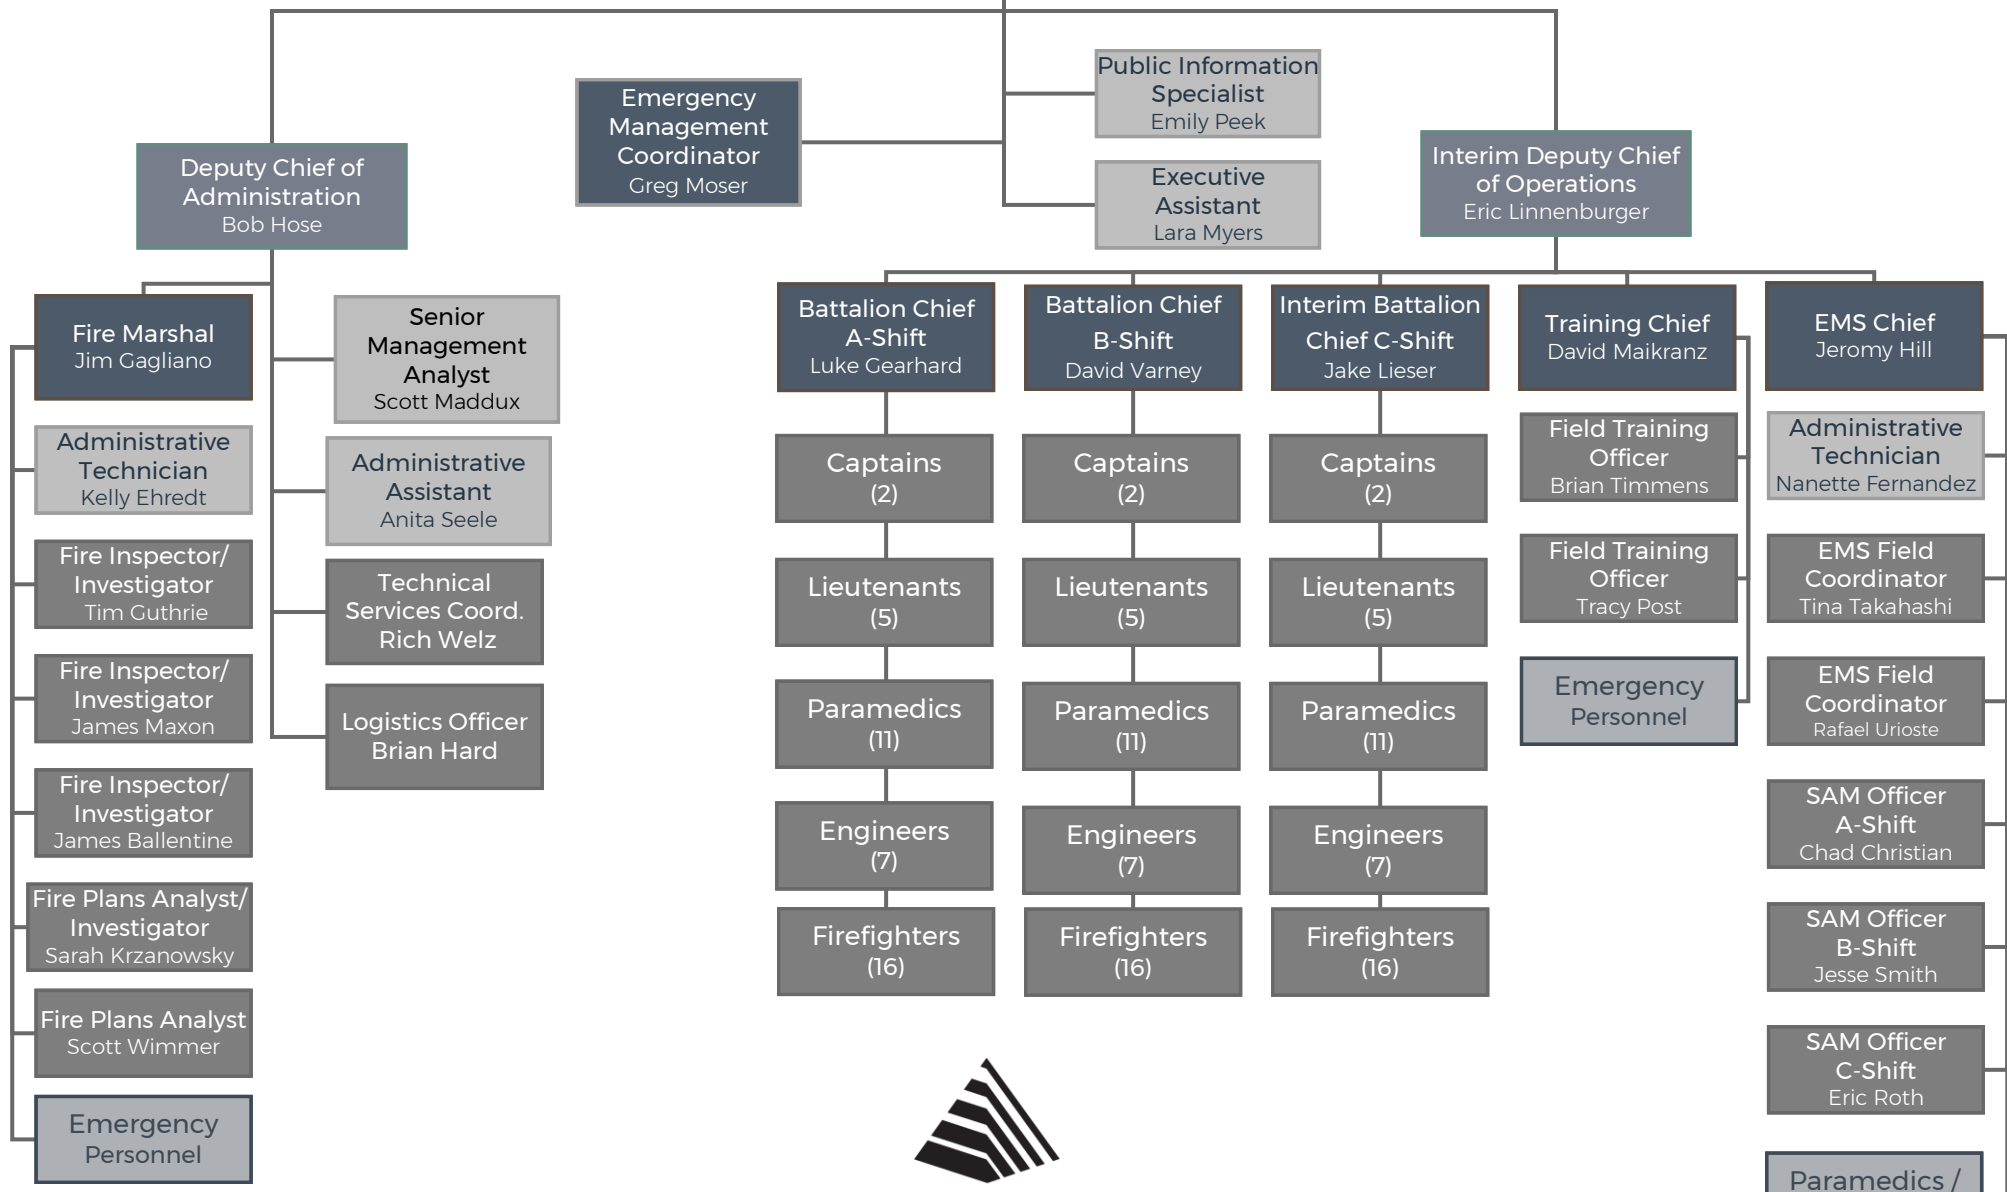 Public Information
Specialist
Emily Peek
Emergency
Management
Coordinator
Greg Moser
Executive
Assistant
Lara Myers
Deputy Chief of
Administration
Bob Hose
Interim Deputy Chief
of Operations
Eric Linnenburger
Fire Marshal
Jim Gagliano
Administrative
Technician
Kelly Ehredt
Fire Inspector/
Investigator
Tim Guthrie
Fire Inspector/
Investigator
James Maxon
Fire Inspector/
Investigator
James Ballentine
Fire Plans Analyst/
Investigator
Sarah Krzanowsky
Fire Plans Analyst
Scott Wimmer
Emergency
Personnel
Senior
Management
Analyst
Scott Maddux
Administrative
Assistant
Anita Seele
Technical
Services Coord.
Rich Welz
Logistics Officer
Brian Hard
Battalion Chief
A-Shift
Luke Gearhard
Captains
(2)
Lieutenants
(5)
Paramedics
(11)
Engineers
(7)
Firefighters
(16)
Battalion Chief
B-Shift
David Varney
Captains
(2)
Lieutenants
(5)
Paramedics
(11)
Engineers
(7)
Firefighters
(16)
Interim Battalion
Chief C-Shift
Jake Lieser
Captains
(2)
Lieutenants
(5)
Paramedics
(11)
Engineers
(7)
Firefighters
(16)
Training Chief
David Maikranz
Field Training
Officer
Brian Timmens
Field Training
Officer
Tracy Post
Emergency
Personnel
EMS Chief
Jeromy Hill
Administrative
Technician
Nanette Fernandez
EMS Field
Coordinator
Tina Takahashi
EMS Field
Coordinator
Rafael Urioste
SAM Officer
A-Shift
Chad Christian
SAM Officer
B-Shift
Jesse Smith
SAM Officer
C-Shift
Eric Roth
Paramedics /